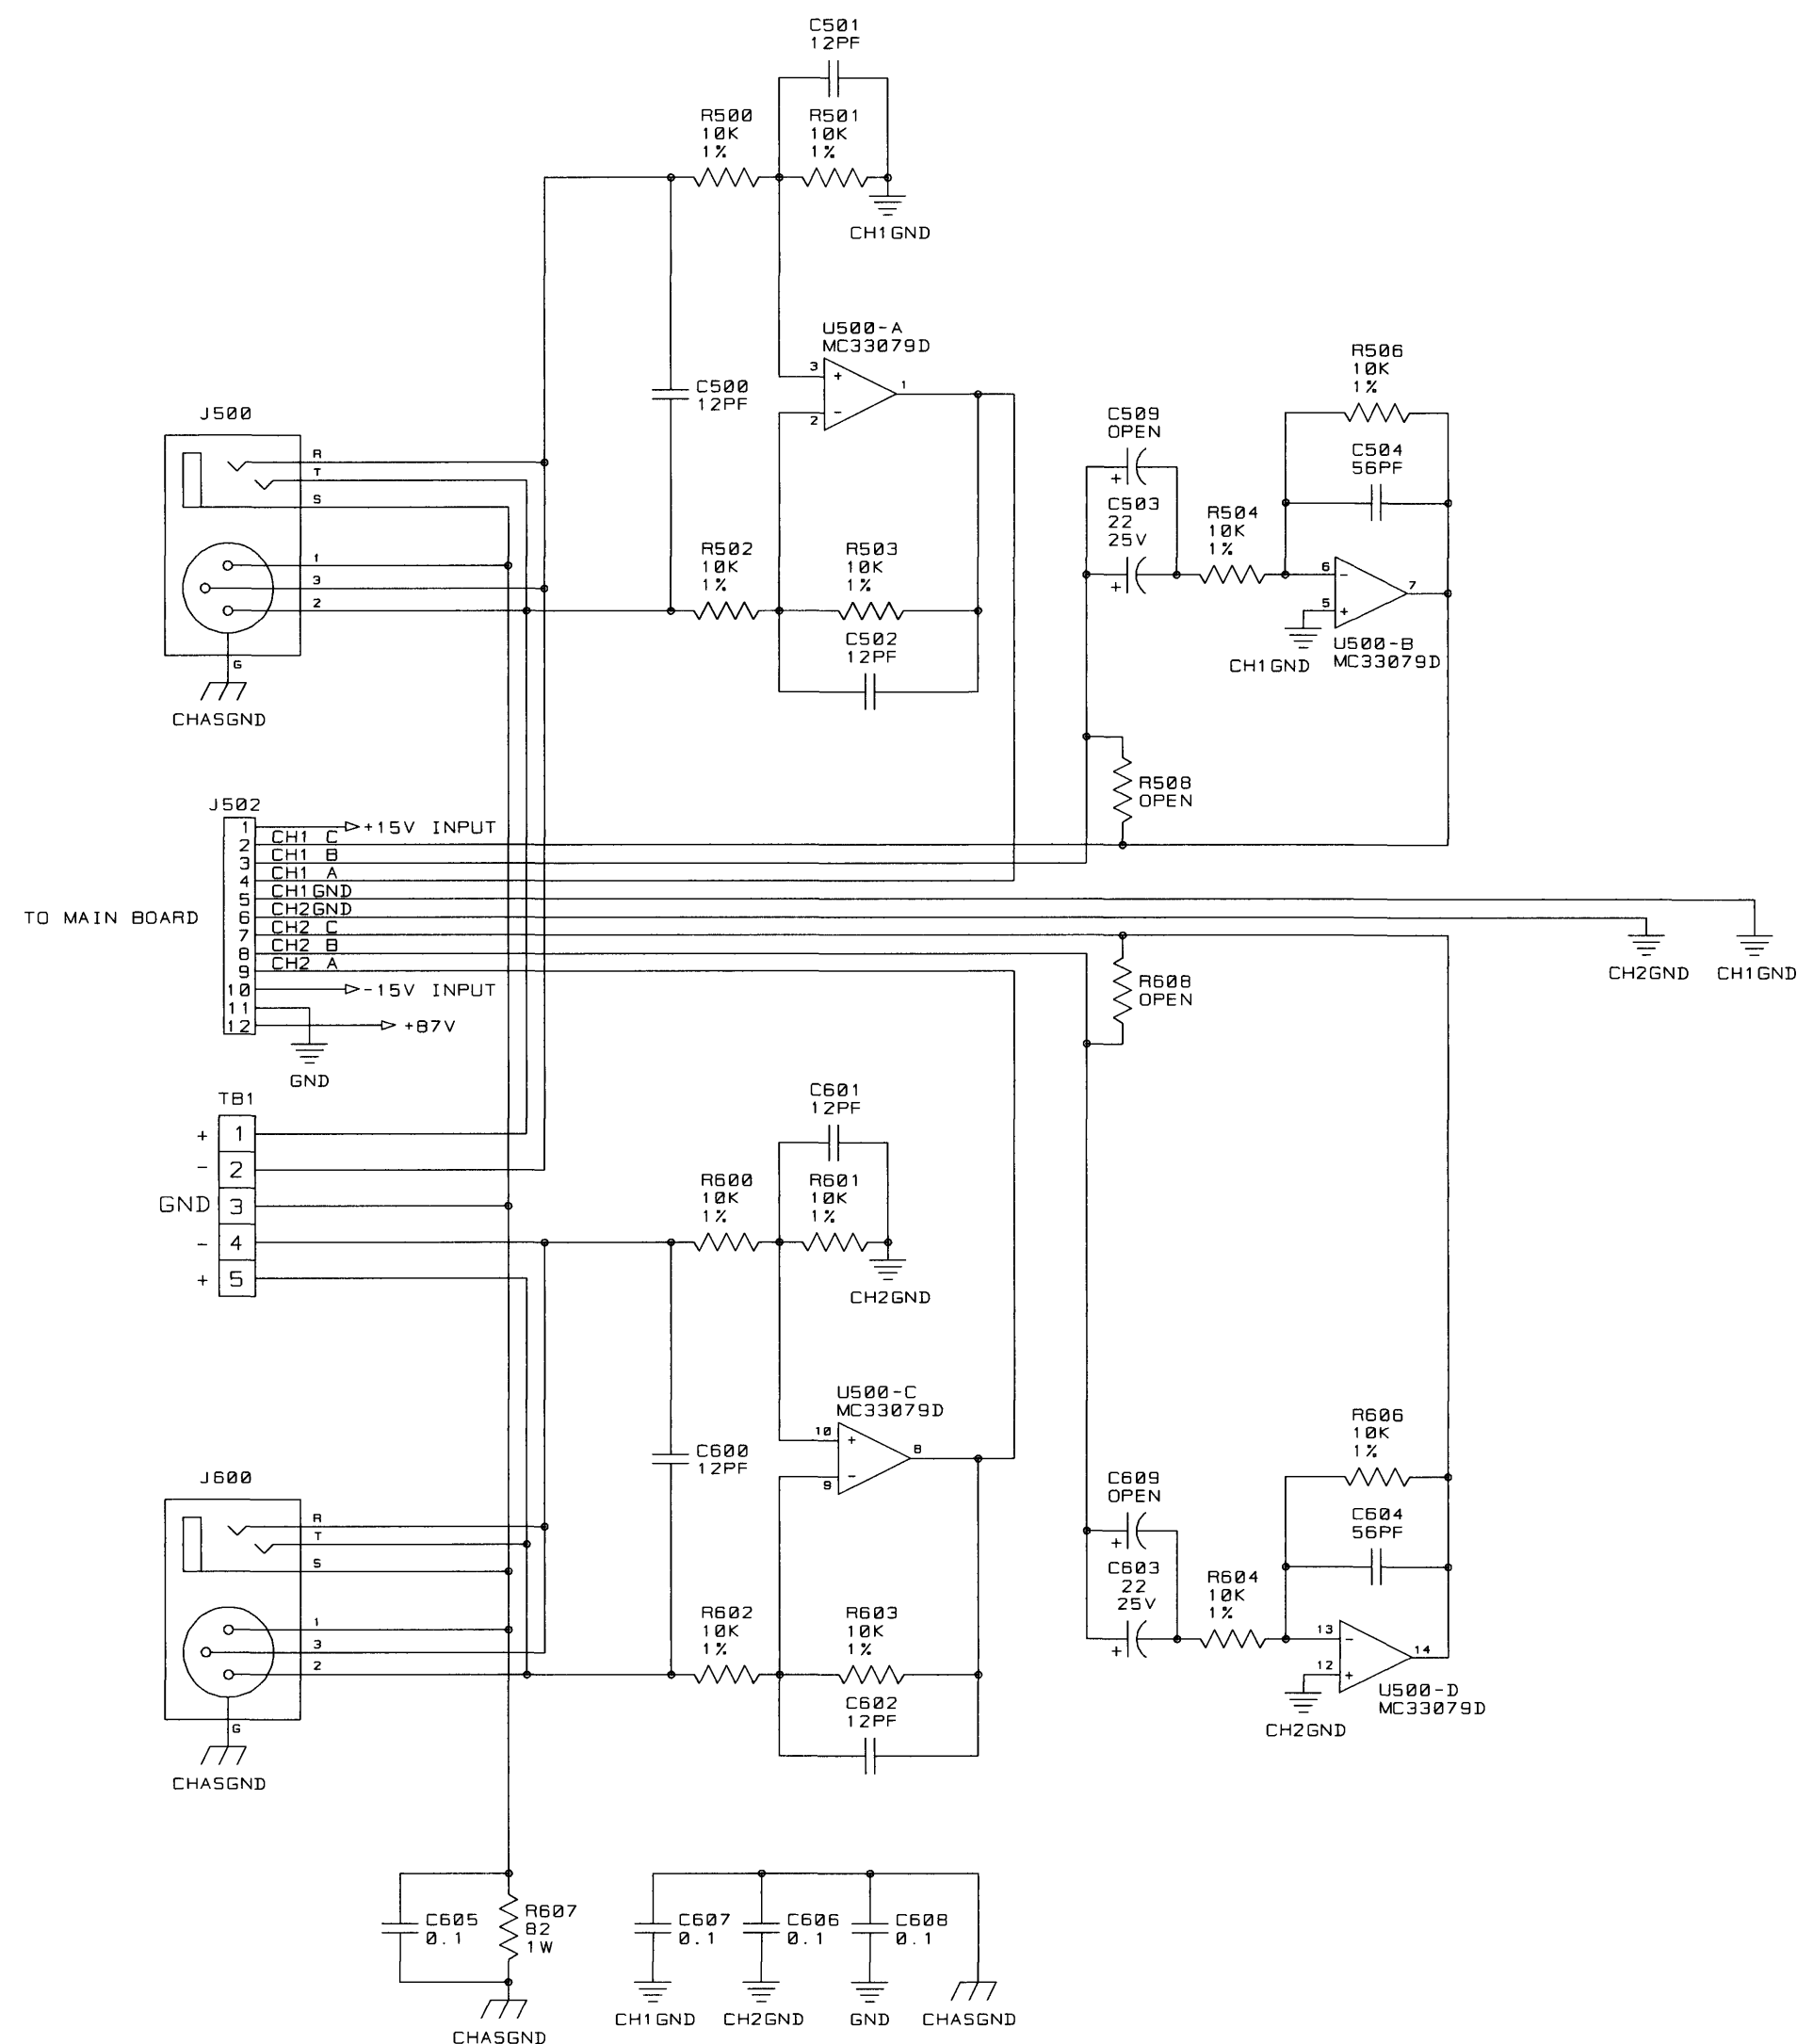 C501
12PF
R500
10K
1%
R501
10K
1%
CH1GND
U500-A
MC33079D
3
+
1
2
-
C500
12PF
R506
10K
1%
C509
OPEN
+
C504
56PF
J500
R
T
S
1
3
2
G
CHASGND
C503
22
25V
+
R504
10K
1%
6
-
7
5
+
U500-B
MC33079D
CH1GND
R502
10K
1%
R503
10K
1%
C502
12PF
R508
OPEN
J502
TO MAIN BOARD
1
+15V INPUT
2
CH1 C
3
CH1 B
4
CH1 A
5
CH1GND
6
CH2GND
7
CH2 C
8
CH2 B
9
CH2 A
10
-15V INPUT
11
12
+87V
GND
CH2GND
CH1GND
R608
OPEN
TB1
+ 1
- 2
GND 3
- 4
+ 5
C601
12PF
R600
10K
1%
R601
10K
1%
CH2GND
U500-C
MC33079D
10
+
8
9
-
C600
12PF
R606
10K
1%
C609
OPEN
+
C604
56PF
J600
R
T
S
1
3
2
G
CHASGND
C603
22
25V
+
R604
10K
1%
13
-
14
12
+
U500-D
MC33079D
CH2GND
R602
10K
1%
R603
10K
1%
C602
12PF
C605
0.1
R607
82
1W
CHASGND
C607
0.1
CH1GND
C606
0.1
CH2GND
C608
0.1
GND
CHASGND